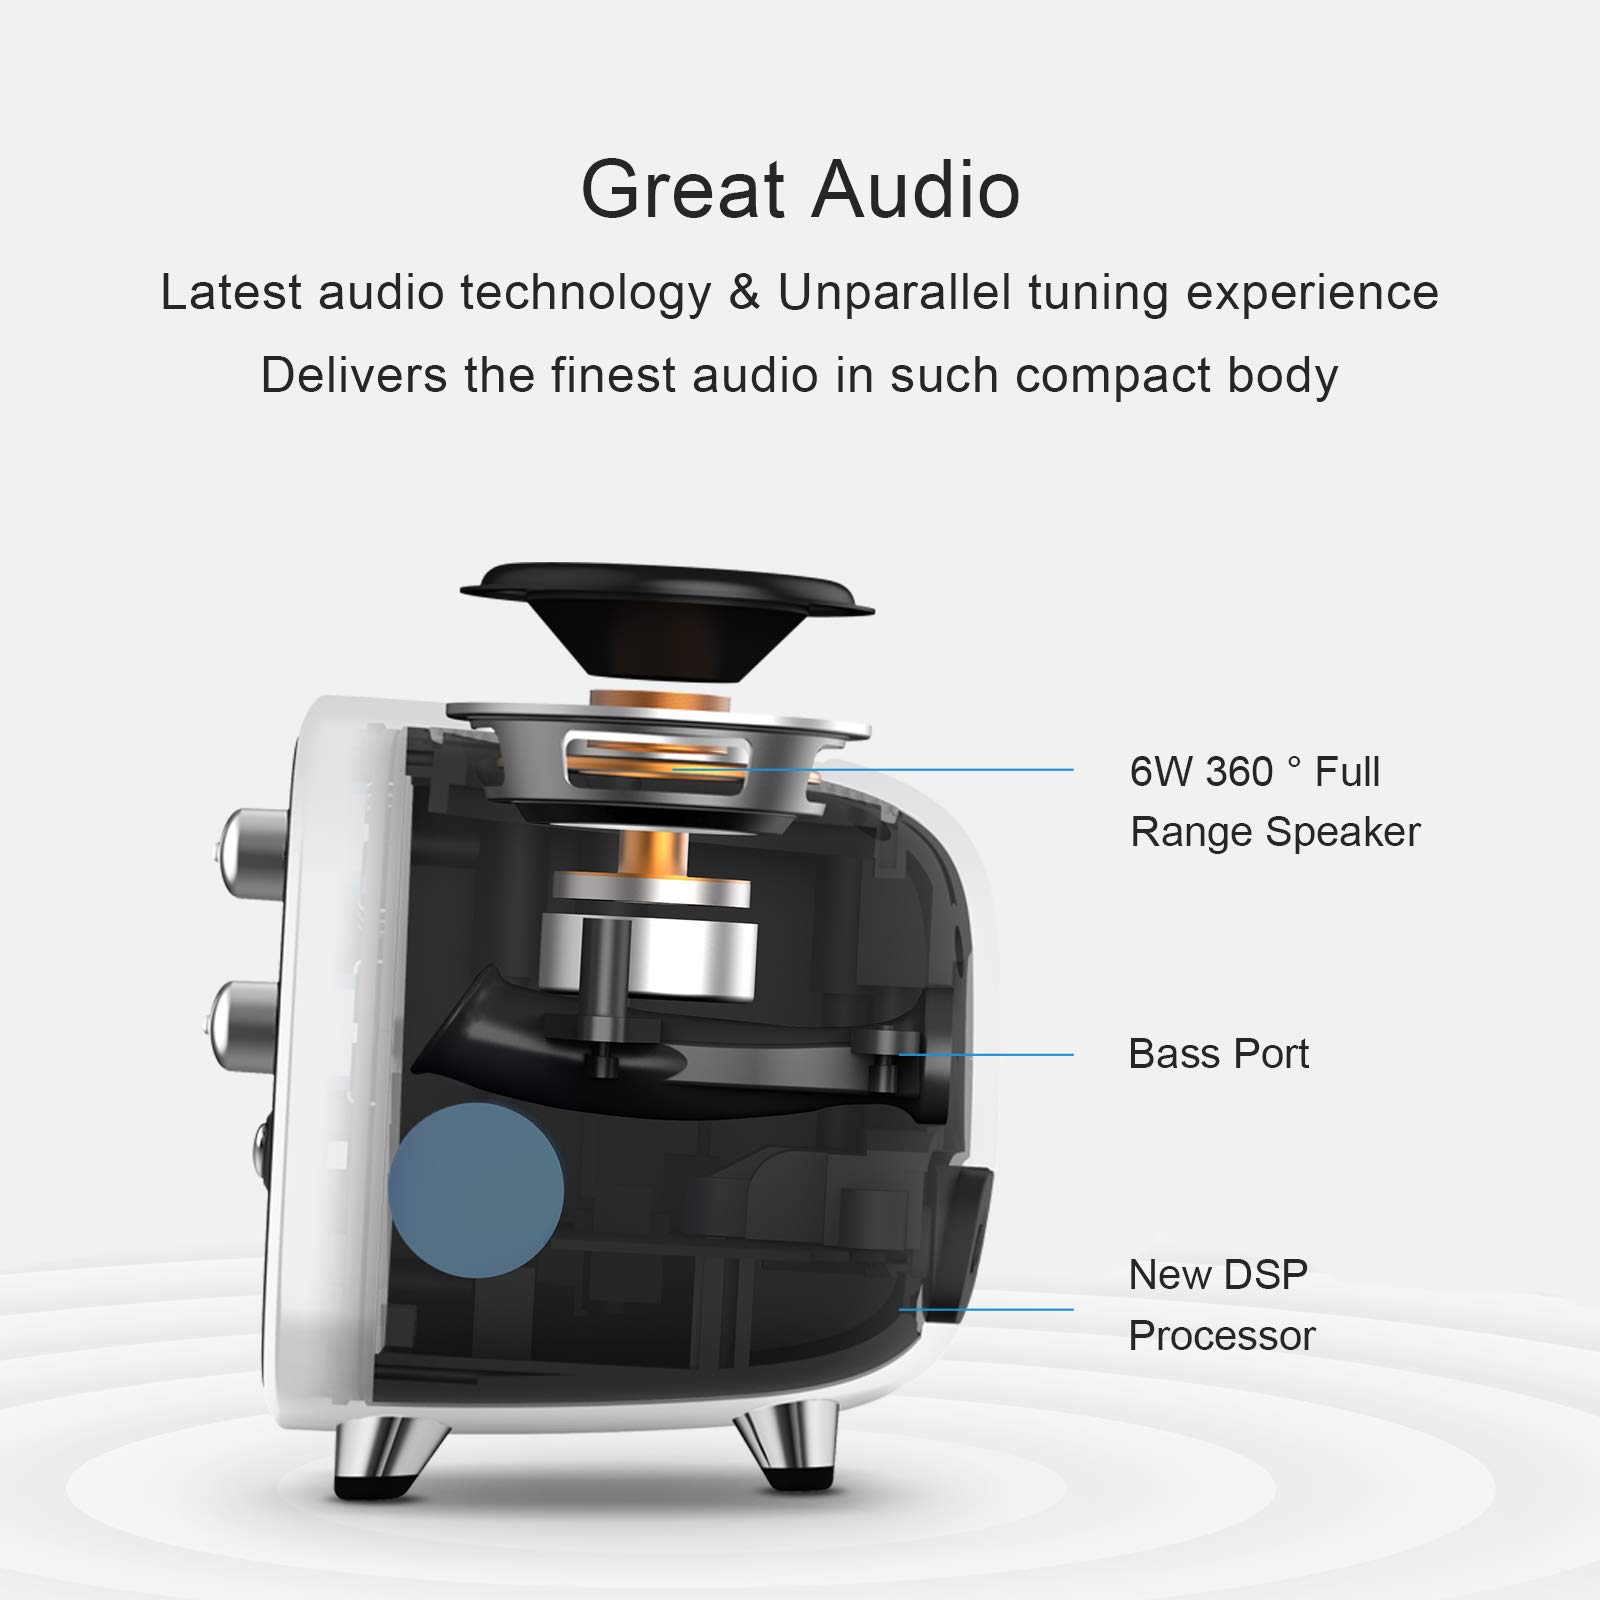 Great Audio
Latest audio technology & Unparallel tuning experience
Delivers the finest audio in such compact body
6W 360 ° Full
Range Speaker
Bass Port
New DSP
Processor